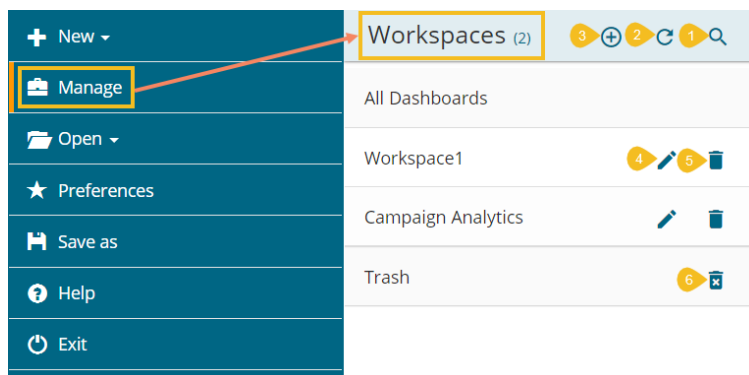 New
Manage
Open
Preferences
Save as
Help
Exit
Workspaces (2)
3
2
1
All Dashboards
Workspace1
4
5
Campaign Analytics
Trash
6